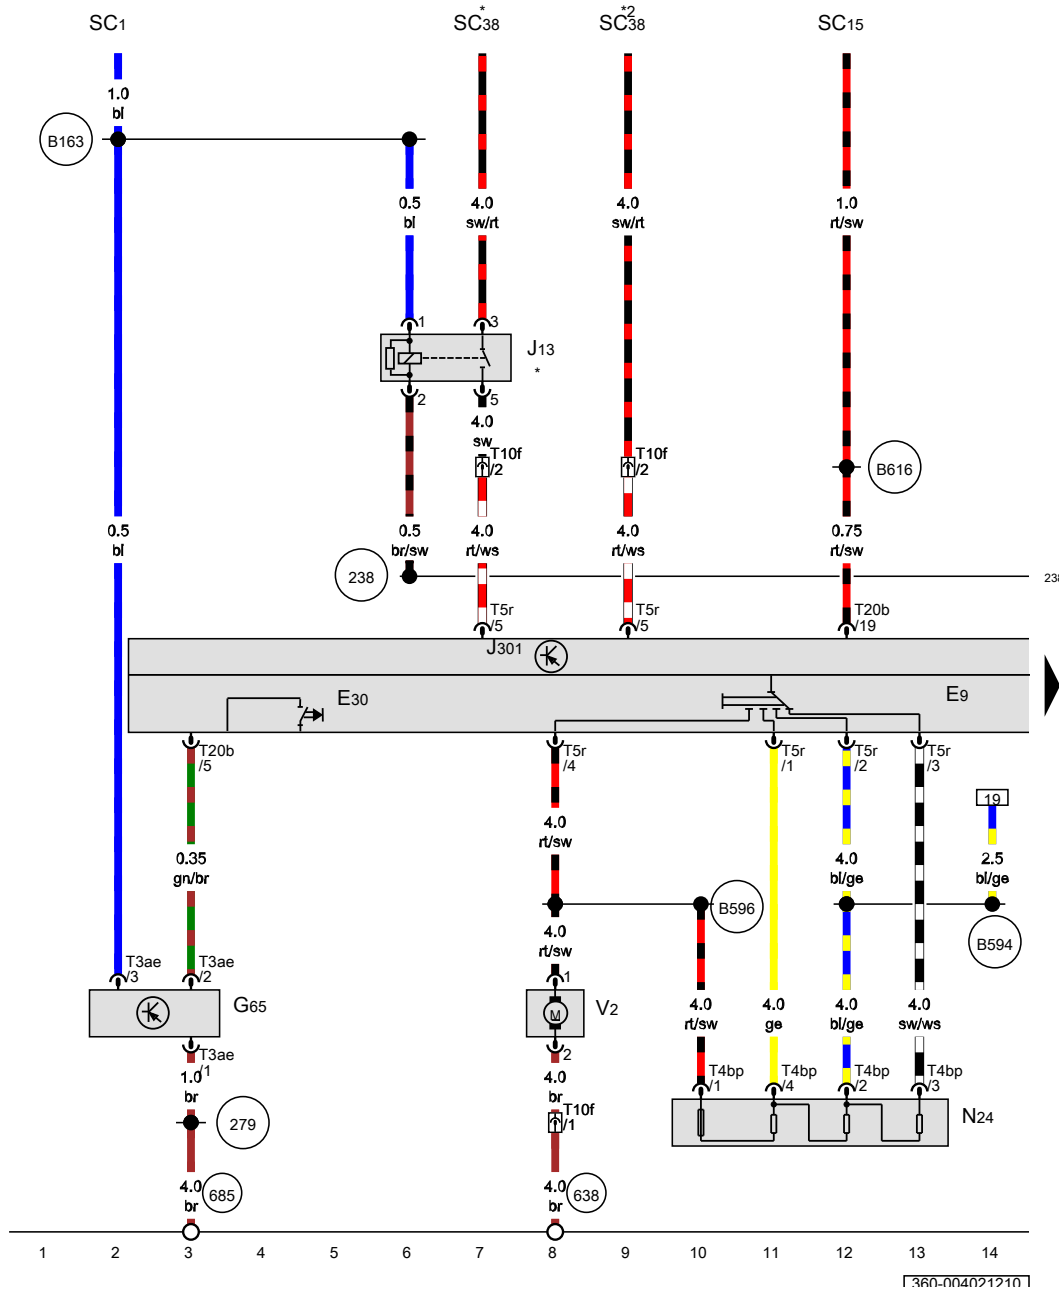 SC1
*
SC38
*2
SC38
SC15
1.0
bl
B163
0.5
bl
4.0
sw/rt
4.0
sw/rt
1.0
rt/sw
1
3
J13
*
2
5
4.0
sw
T10f
/2
T10f
/2
B616
0.5
bl
0.5
br/sw
4.0
rt/ws
4.0
rt/ws
0.75
rt/sw
238
238
T5r
/5
T5r
/5
T20b
/19
J301
E30
E9
T20b
/5
T5r
/4
T5r
/1
T5r
/2
T5r
/3
19
4.0
rt/sw
0.35
gn/br
4.0
bl/ge
2.5
bl/ge
B596
4.0
rt/sw
B594
T3ae
/3
T3ae
/2
1
G65
M
V2
4.0
rt/sw
4.0
ge
4.0
bl/ge
4.0
sw/ws
T3ae
/1
2
1.0
br
4.0
br
T4bp
/1
T4bp
/4
T4bp
/2
T4bp
/3
279
T10f
/1
N24
4.0
br
685
4.0
br
638
1 2 3 4 5 6 7 8 9 10 11 12 13 14
360-004021210